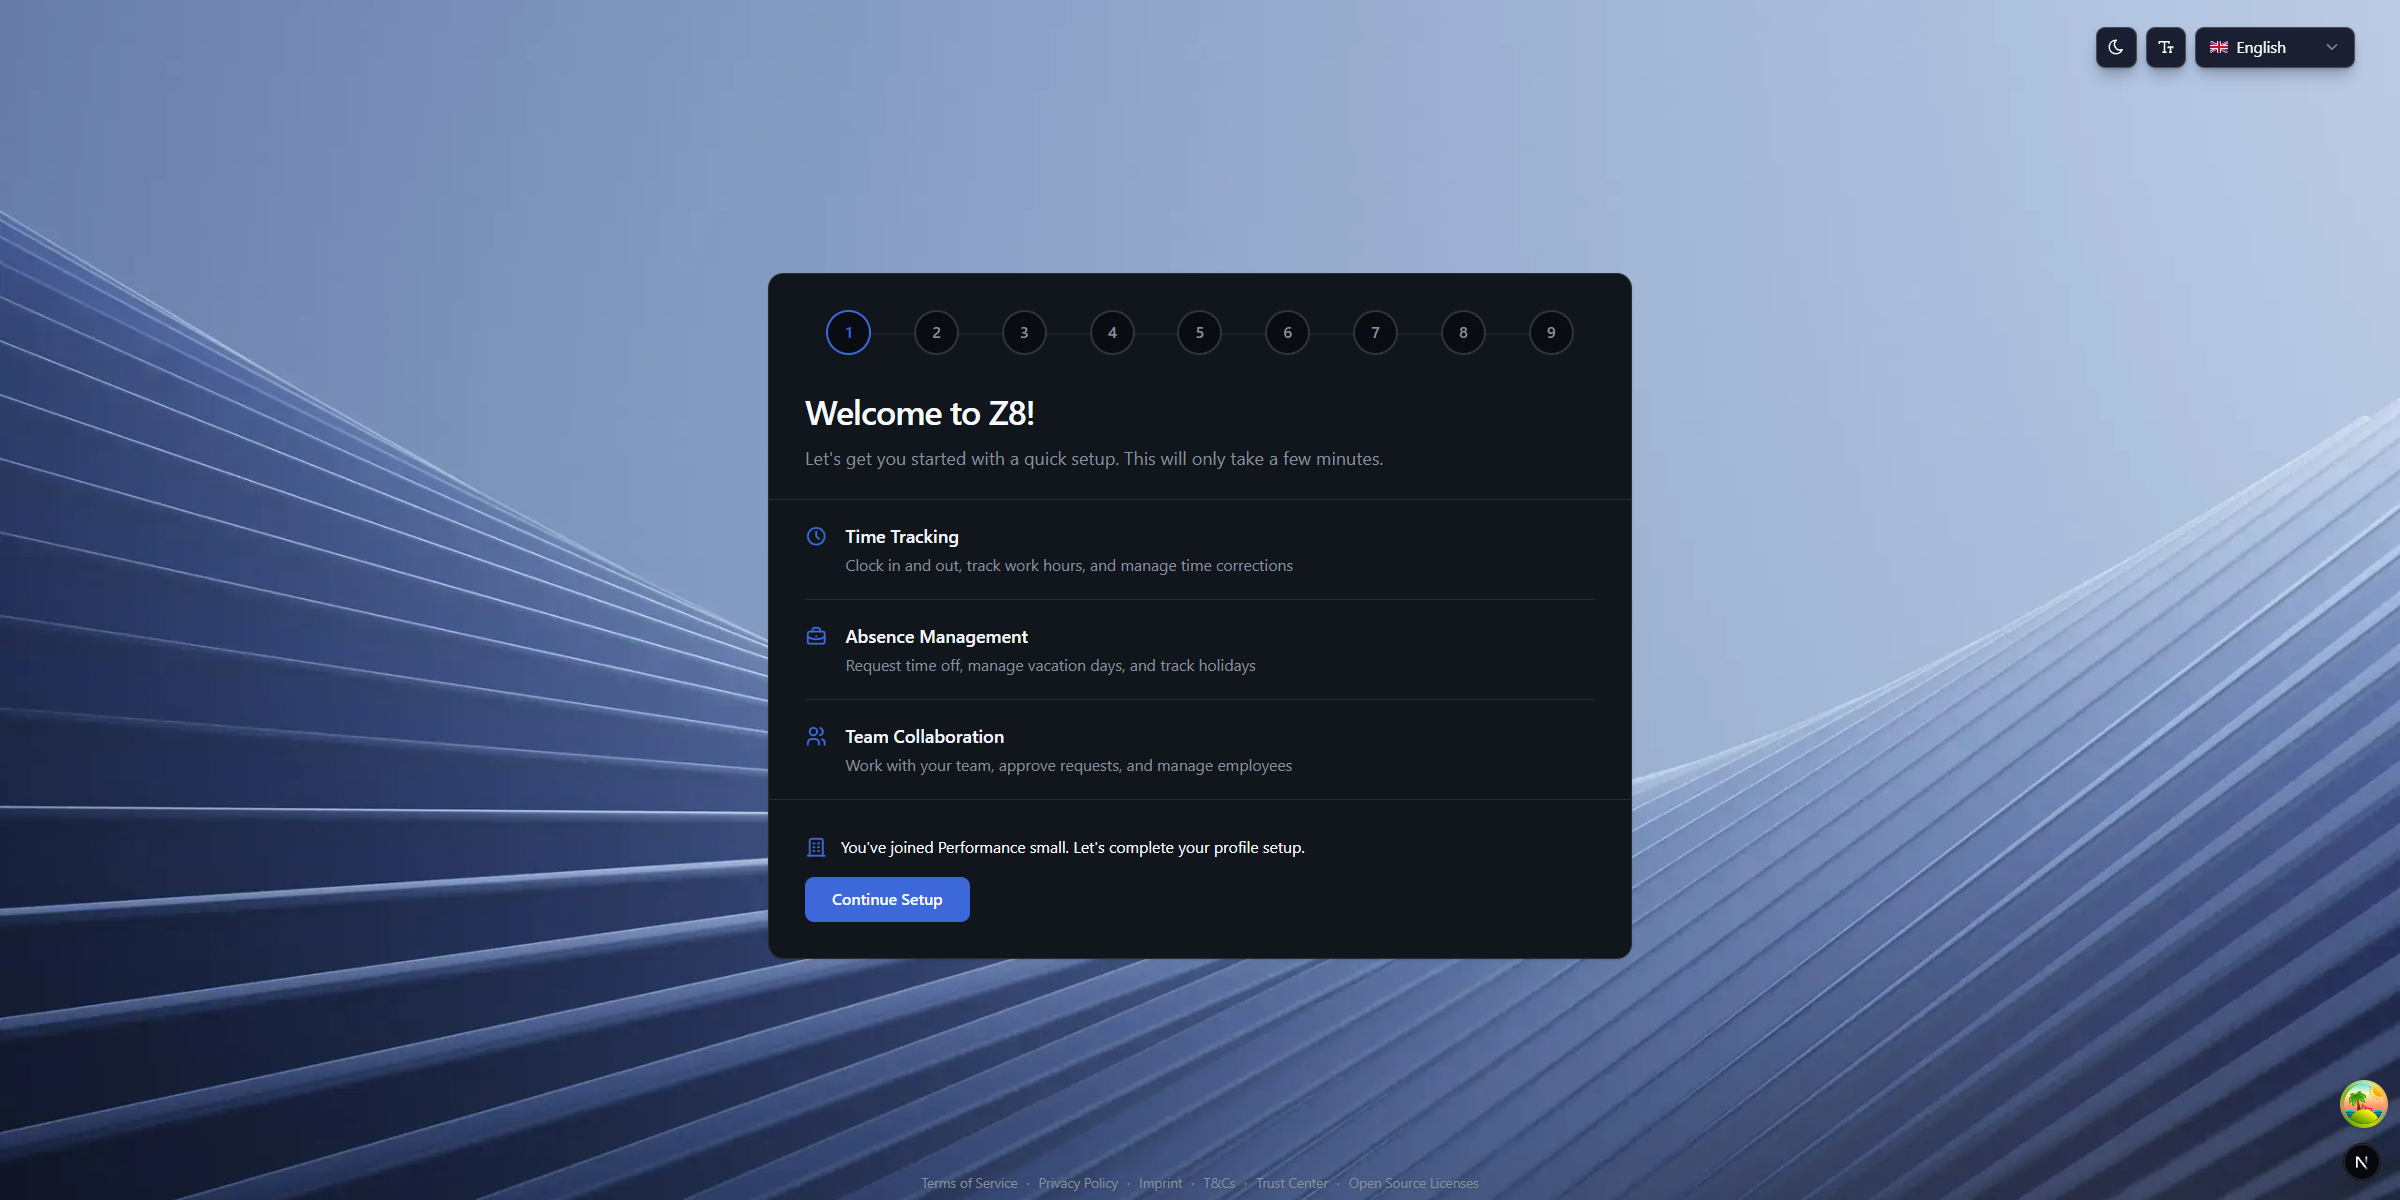 English
1 2 3 4 5 6 7 8 9
Welcome to Z8!
Let's get you started with a quick setup. This will only take a few minutes.
Time Tracking
Clock in and out, track work hours, and manage time corrections
Absence Management
Request time off, manage vacation days, and track holidays
Team Collaboration
Work with your team, approve requests, and manage employees
You've joined Performance small. Let's complete your profile setup.
Continue Setup
Terms of Service · Privacy Policy · Imprint · T&Cs · Trust Center · Open Source Licenses